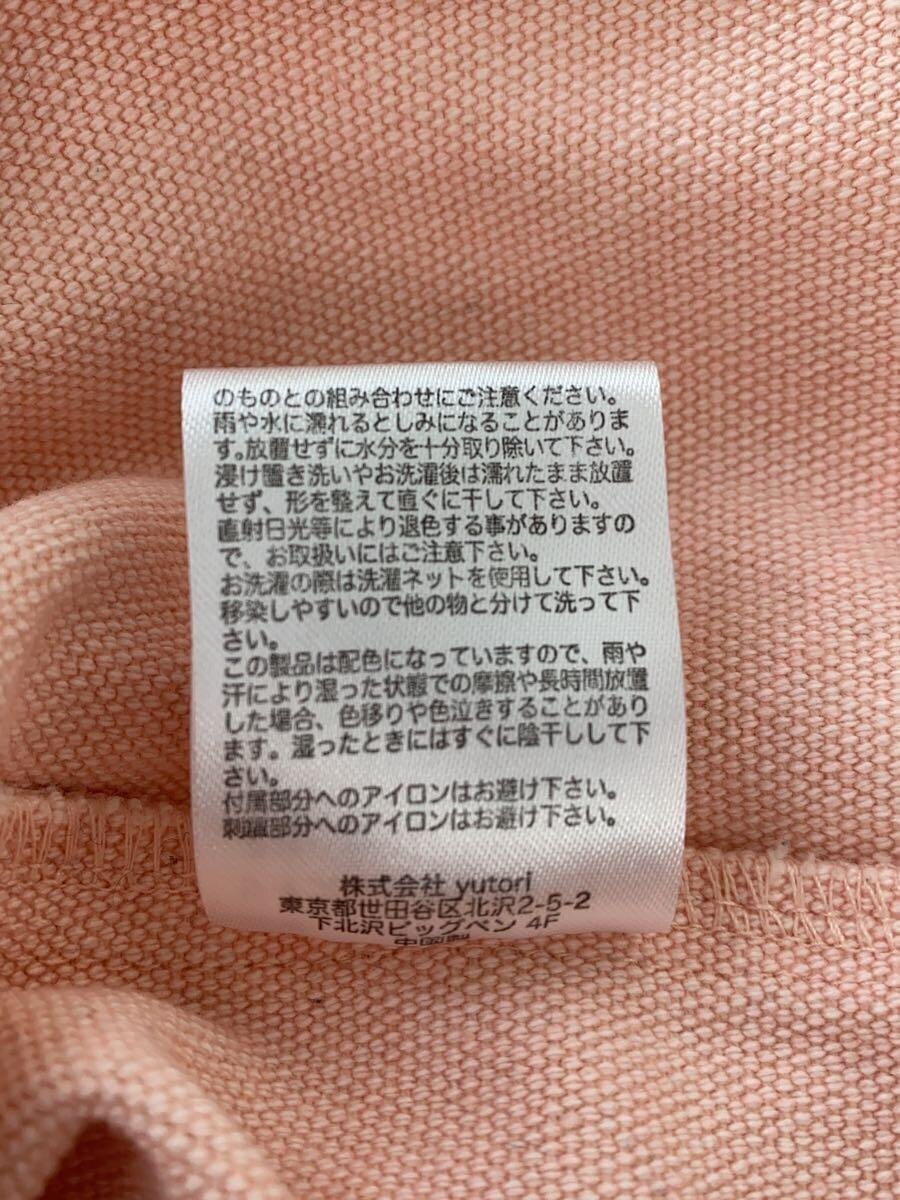 のものとの組み合わせにご注意ください。
雨や水に濡れるとしみになることがありま
す。放置せずに水分を十分取り除いて下さい。
浸け置き洗いやお洗濯後は濡れたまま放置
せず、形を整えて直ぐに干して下さい。
直射日光等により退色する事がありますの
で、お取扱いにはご注意下さい。
お洗濯の際は洗濯ネットを使用して下さい。
移染しやすいので他の物と分けて洗って下
さい。
この製品は配色になっていますので、雨や
汗により湿った状態での摩擦や長時間放置
した場合、色移りや色泣きすることがあり
ます。湿ったときにはすぐに陰干しして下
さい。
付属部分へのアイロンはお避け下さい。
刺繍部分へのアイロンはお避け下さい。
株式会社 yutori
東京都世田谷区北沢2-5-2
下北沢ビッグベン 4F
中国製